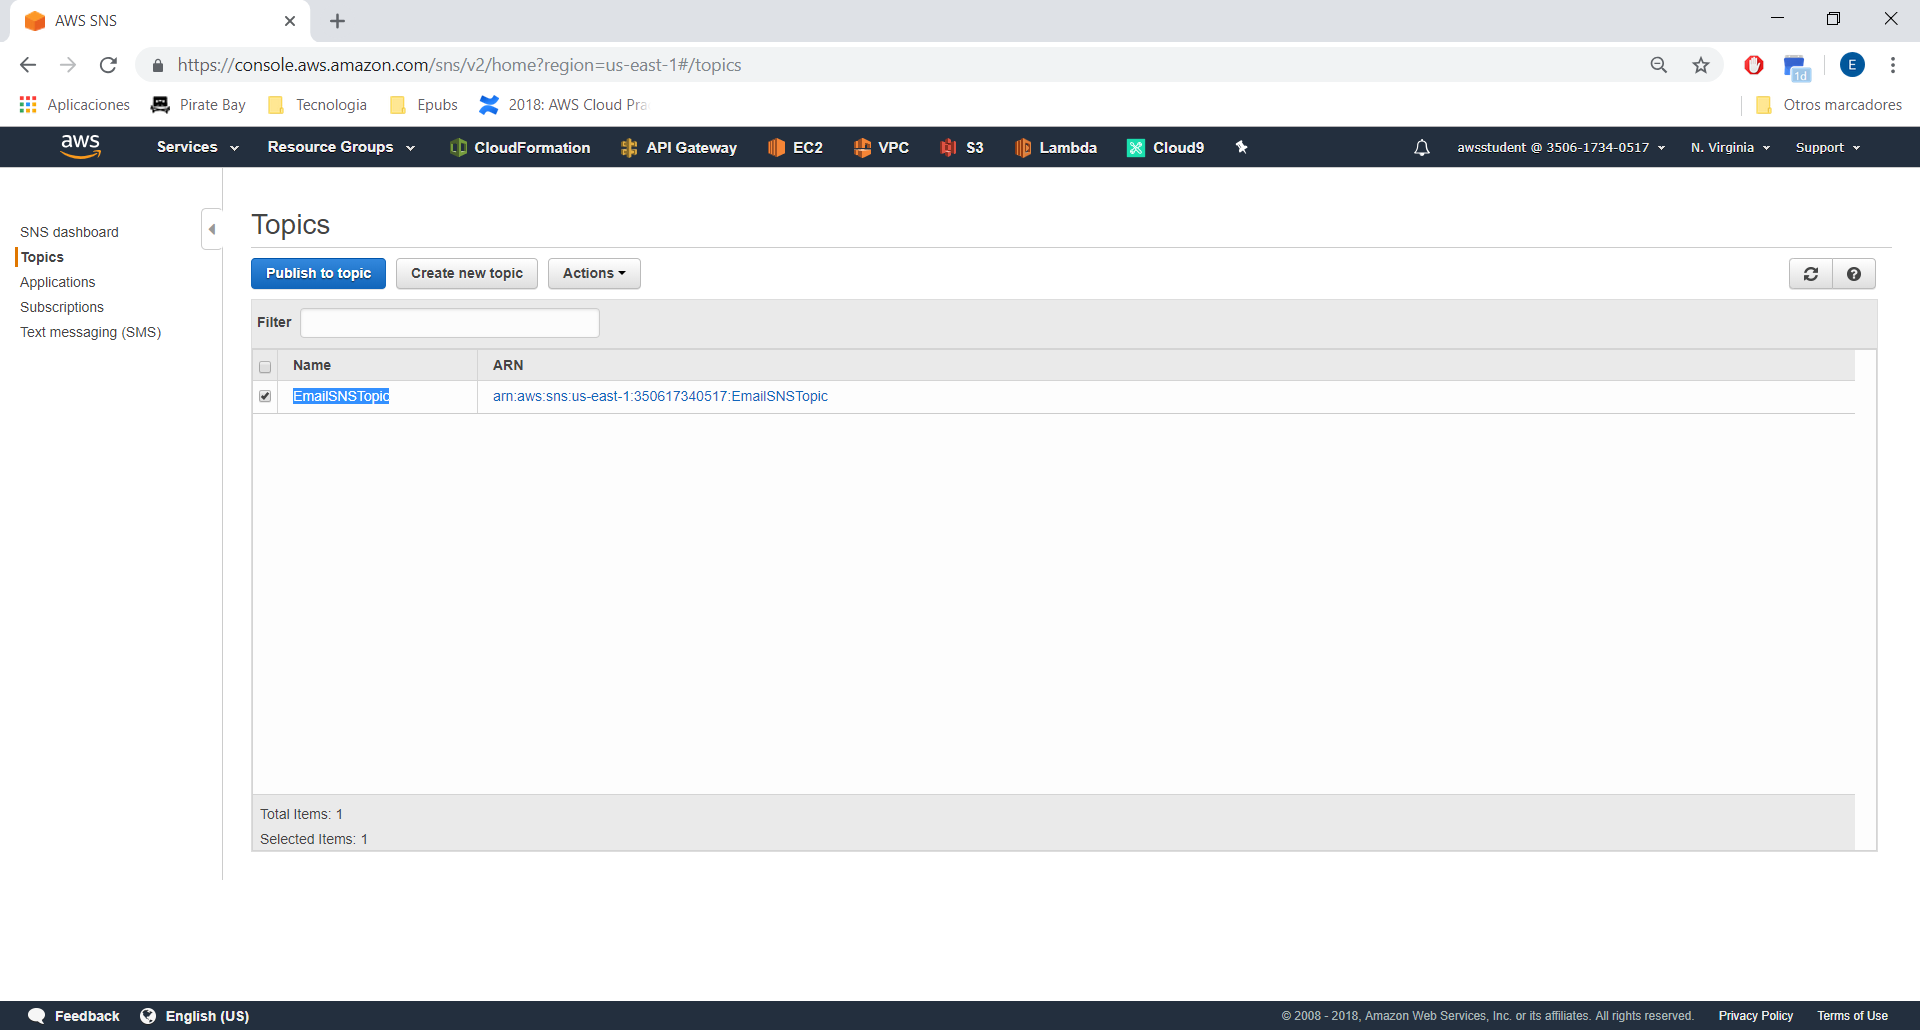 AWS SNS
https://console.aws.amazon.com/sns/v2/home?region=us-east-1#/topics
1d
E
Aplicaciones Pirate Bay Tecnologia Epubs 2018: AWS Cloud Pra
Otros marcadores
aws Services Resource Groups CloudFormation API Gateway EC2 VPC S3 Lambda Cloud9 awsstudent @ 3506-1734-0517 N. Virginia Support
SNS dashboard
Topics
Applications
Subscriptions
Text messaging (SMS)
Topics
Publish to topic Create new topic Actions
Filter
Name ARN
EmailSNSTopic arn:aws:sns:us-east-1:350617340517:EmailSNSTopic
Total Items: 1
Selected Items: 1
Feedback English (US) © 2008 - 2018, Amazon Web Services, Inc. or its affiliates. All rights reserved. Privacy Policy Terms of Use